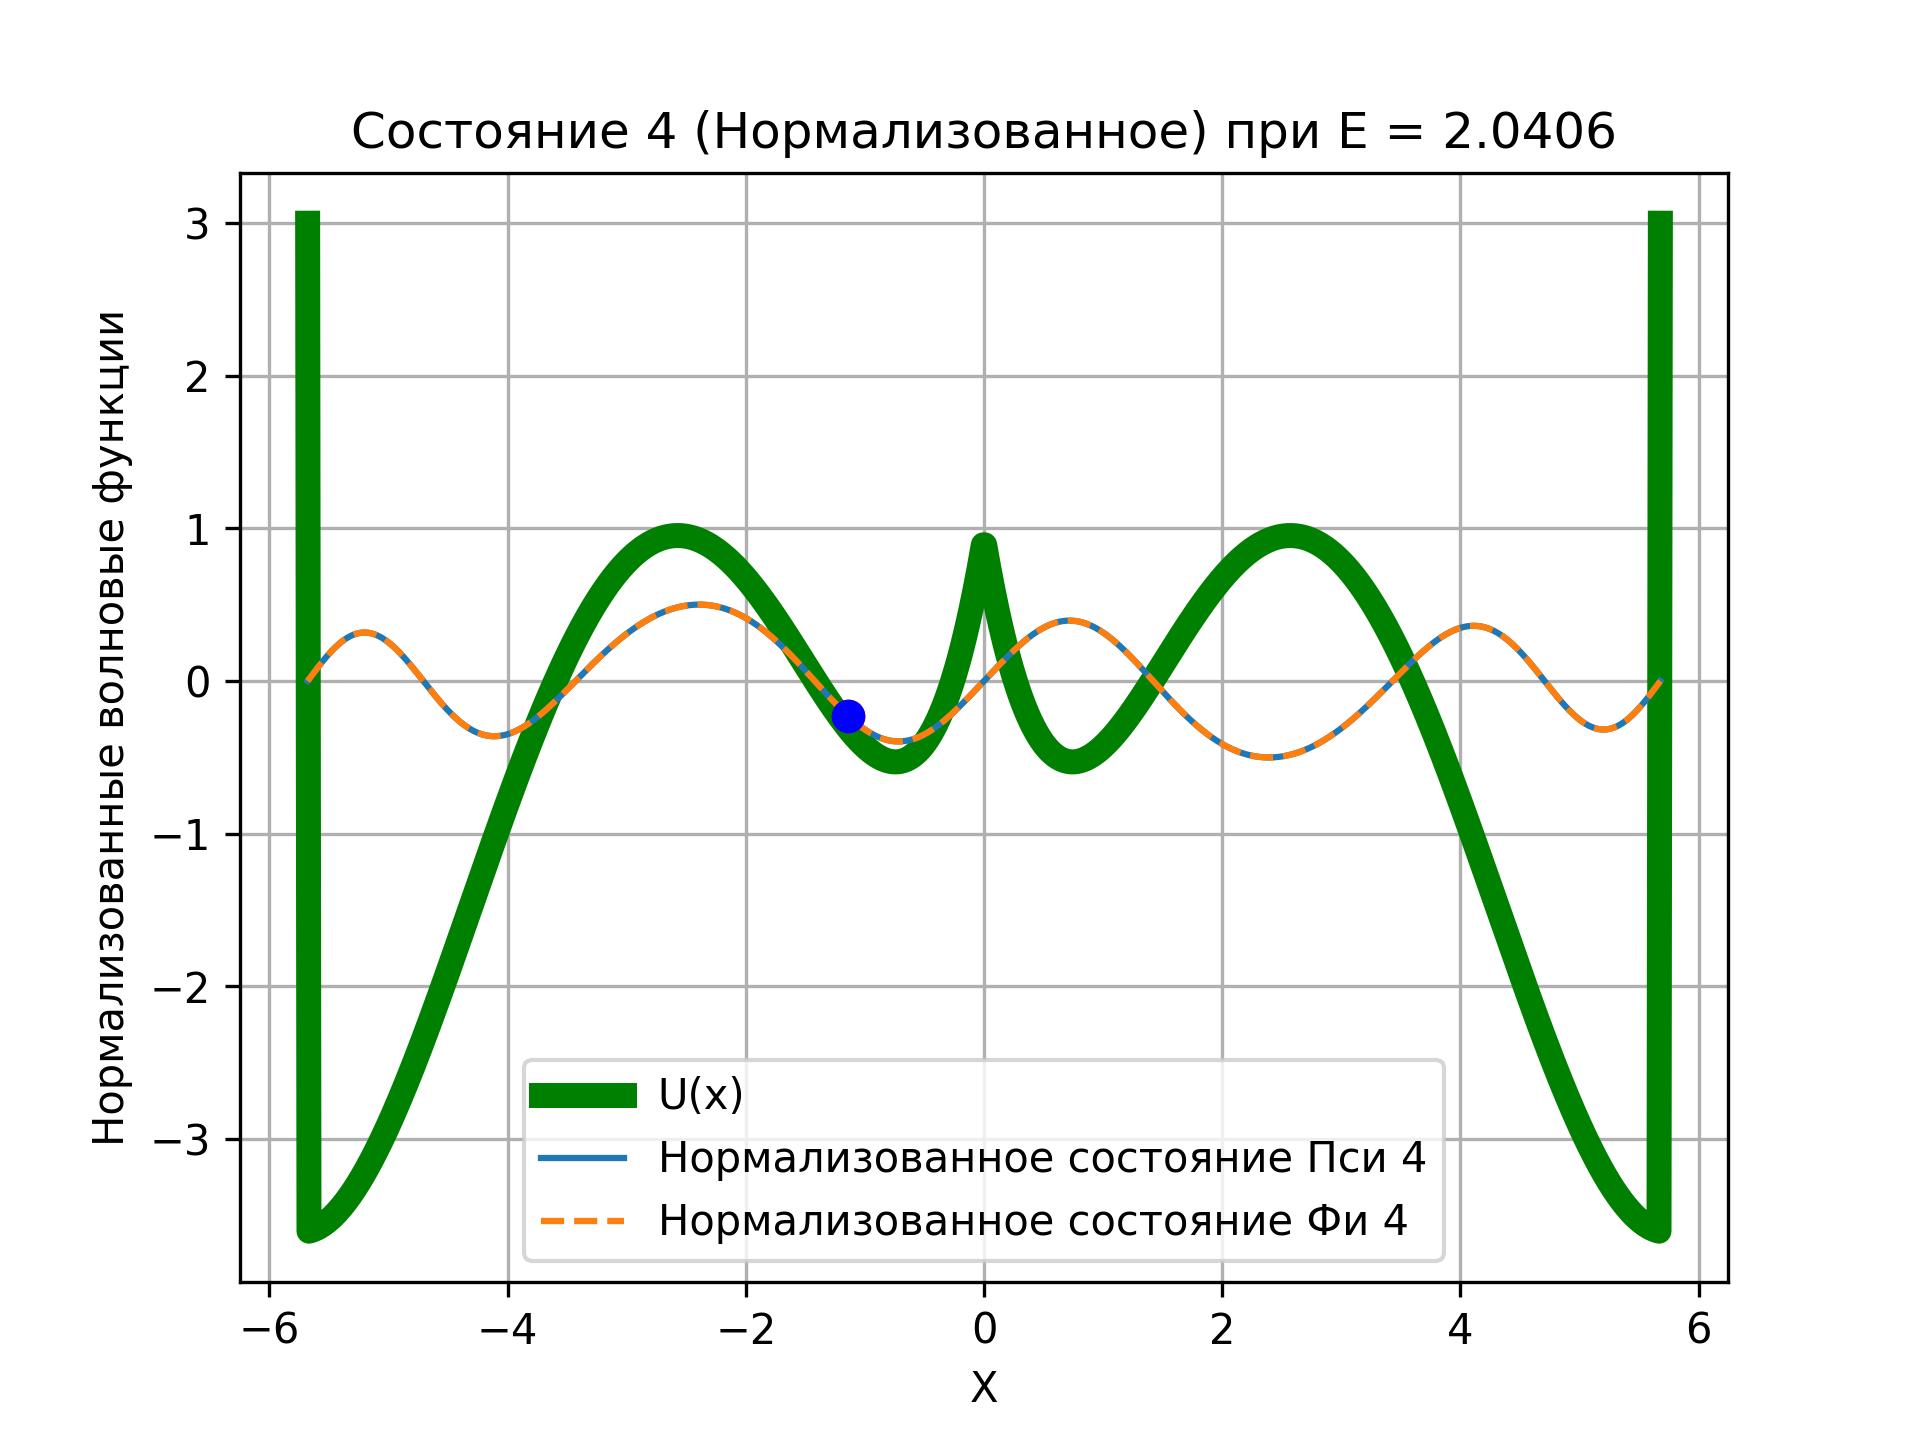 Состояние 4 (Нормализованное) при E = 2.0406
Нормализованные волновые функции
3
2
1
0
−1
−2
−3
U(x)
Нормализованное состояние Пси 4
Нормализованное состояние Фи 4
−6 −4 −2 0 2 4 6
X